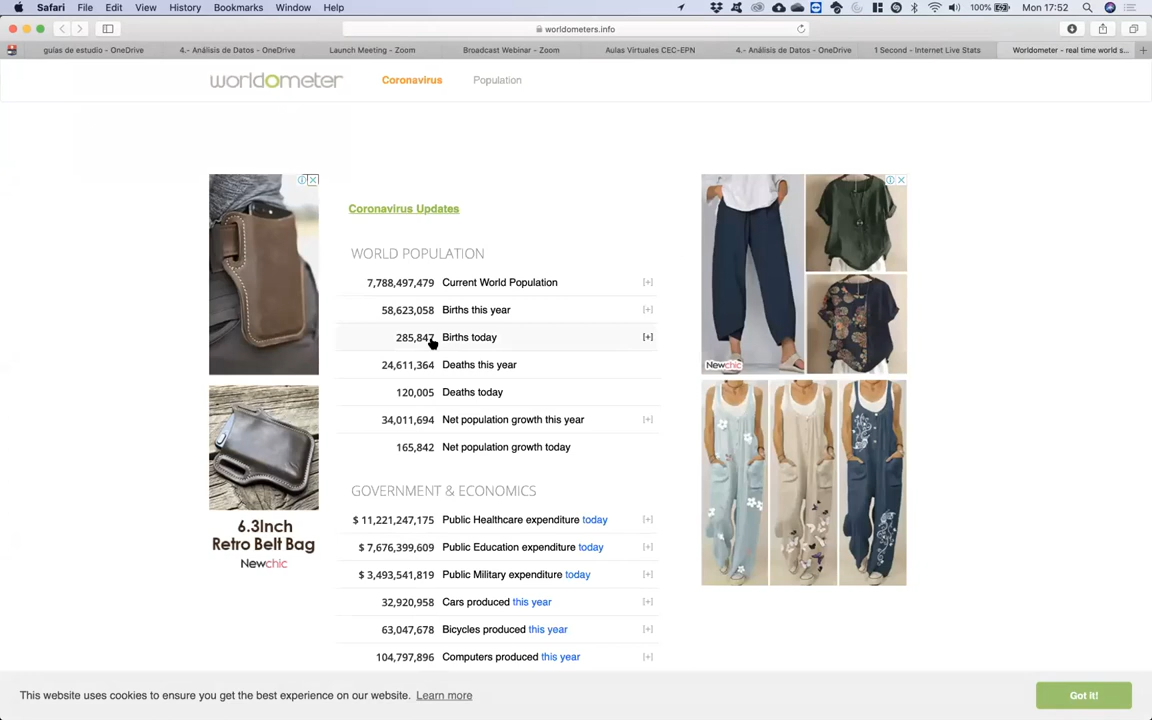 Safari File Edit View History Bookmarks Window Help 100% Mon 17:52
worldometers.info
guías de estudio - OneDrive 4.- Análisis de Datos - OneDrive Launch Meeting - Zoom Broadcast Webinar - Zoom Aulas Virtuales CEC-EPN 4.- Análisis de Datos - OneDrive 1 Second - Internet Live Stats Worldometer - real time world s...
worldometer Coronavirus Population
Coronavirus Updates
WORLD POPULATION
7,788,497,479 Current World Population [+]
58,623,058 Births this year [+]
285,847 Births today [+]
24,611,364 Deaths this year
120,005 Deaths today
34,011,694 Net population growth this year [+]
165,842 Net population growth today
GOVERNMENT & ECONOMICS
$ 11,221,247,175 Public Healthcare expenditure today [+]
$ 7,676,399,609 Public Education expenditure today [+]
$ 3,493,541,819 Public Military expenditure today [+]
32,920,958 Cars produced this year [+]
63,047,678 Bicycles produced this year [+]
104,797,896 Computers produced this year [+]
6.3Inch
Retro Belt Bag
Newchic
Newchic
This website uses cookies to ensure you get the best experience on our website. Learn more Got it!